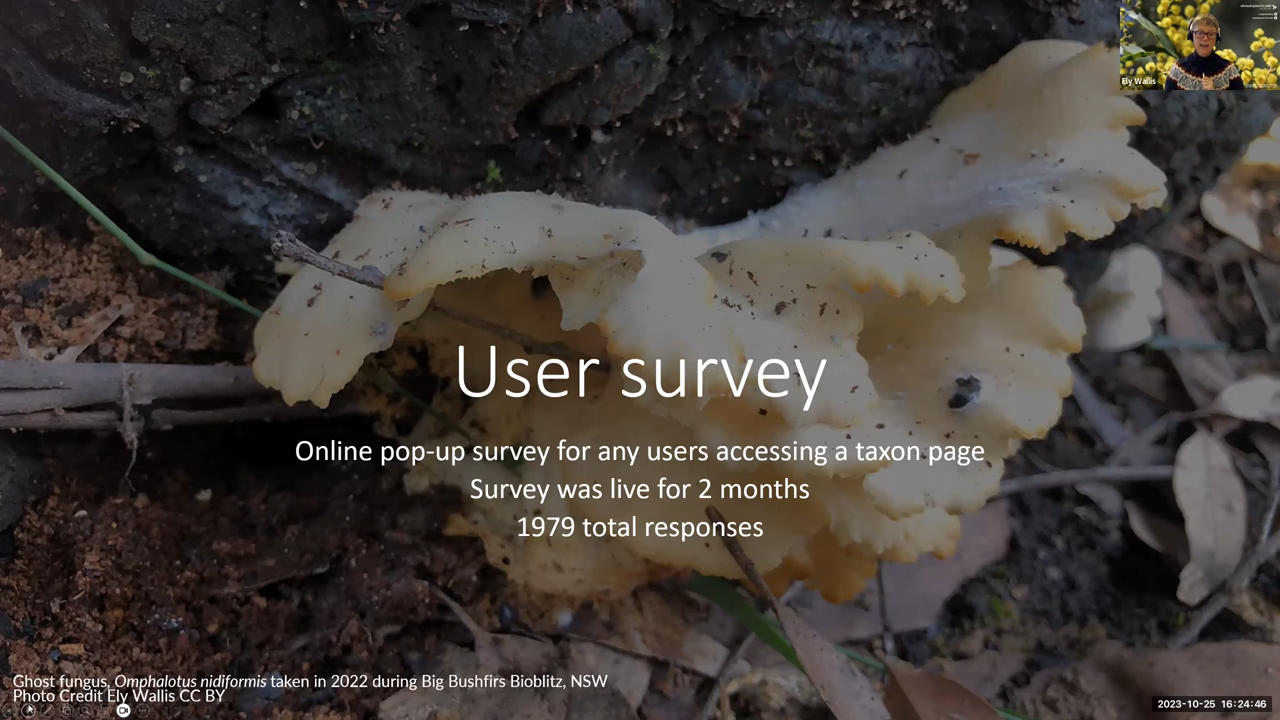 Ely Wallis
User survey
Online pop-up survey for any users accessing a taxon page
Survey was live for 2 months
1979 total responses
Ghost fungus, Omphalotus nidiformis taken in 2022 during Big Bushfirs Bioblitz, NSW
Photo Credit Ely Wallis CC BY
2023-10-25 16:24:46